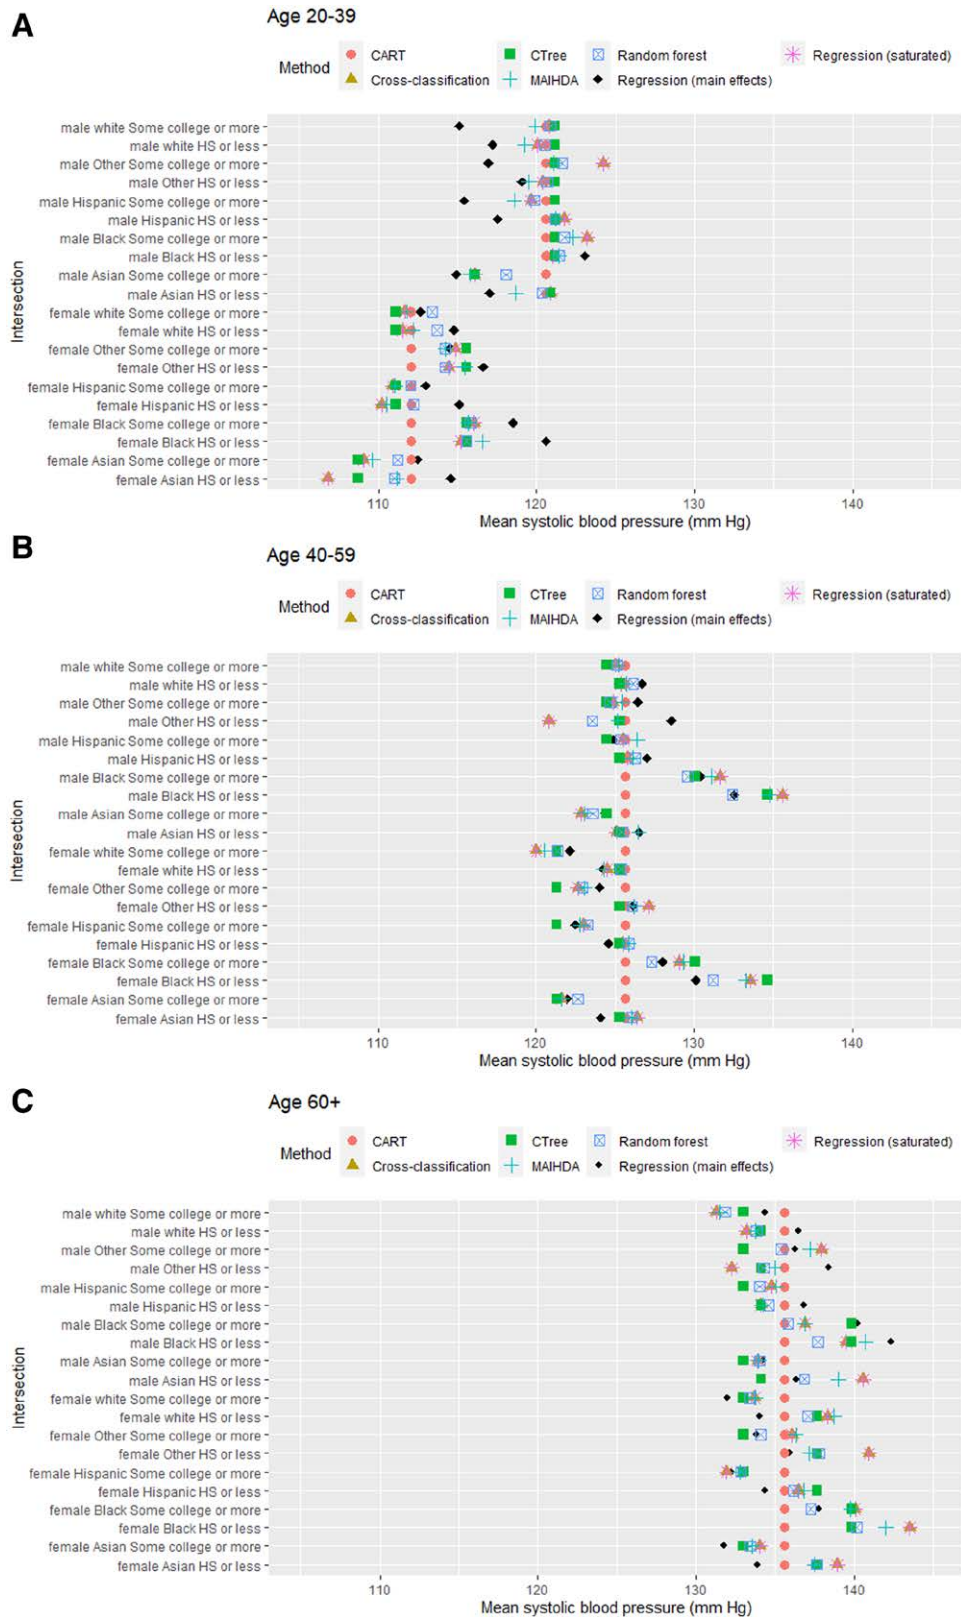 A
Age 20-39
Method
CART
CTree
Random forest
Regression (saturated)
Cross-classification
MAIHDA
Regression (main effects)
Intersection
male white Some college or more
male white HS or less
male Other Some college or more
male Other HS or less
male Hispanic Some college or more
male Hispanic HS or less
male Black Some college or more
male Black HS or less
male Asian Some college or more
male Asian HS or less
female white Some college or more
female white HS or less
female Other Some college or more
female Other HS or less
female Hispanic Some college or more
female Hispanic HS or less
female Black Some college or more
female Black HS or less
female Asian Some college or more
female Asian HS or less
110 120 130 140
Mean systolic blood pressure (mm Hg)
B
Age 40-59
Method
CART
CTree
Random forest
Regression (saturated)
Cross-classification
MAIHDA
Regression (main effects)
Intersection
male white Some college or more
male white HS or less
male Other Some college or more
male Other HS or less
male Hispanic Some college or more
male Hispanic HS or less
male Black Some college or more
male Black HS or less
male Asian Some college or more
male Asian HS or less
female white Some college or more
female white HS or less
female Other Some college or more
female Other HS or less
female Hispanic Some college or more
female Hispanic HS or less
female Black Some college or more
female Black HS or less
female Asian Some college or more
female Asian HS or less
110 120 130 140
Mean systolic blood pressure (mm Hg)
C
Age 60+
Method
CART
CTree
Random forest
Regression (saturated)
Cross-classification
MAIHDA
Regression (main effects)
Intersection
male white Some college or more
male white HS or less
male Other Some college or more
male Other HS or less
male Hispanic Some college or more
male Hispanic HS or less
male Black Some college or more
male Black HS or less
male Asian Some college or more
male Asian HS or less
female white Some college or more
female white HS or less
female Other Some college or more
female Other HS or less
female Hispanic Some college or more
female Hispanic HS or less
female Black Some college or more
female Black HS or less
female Asian Some college or more
female Asian HS or less
110 120 130 140
Mean systolic blood pressure (mm Hg)